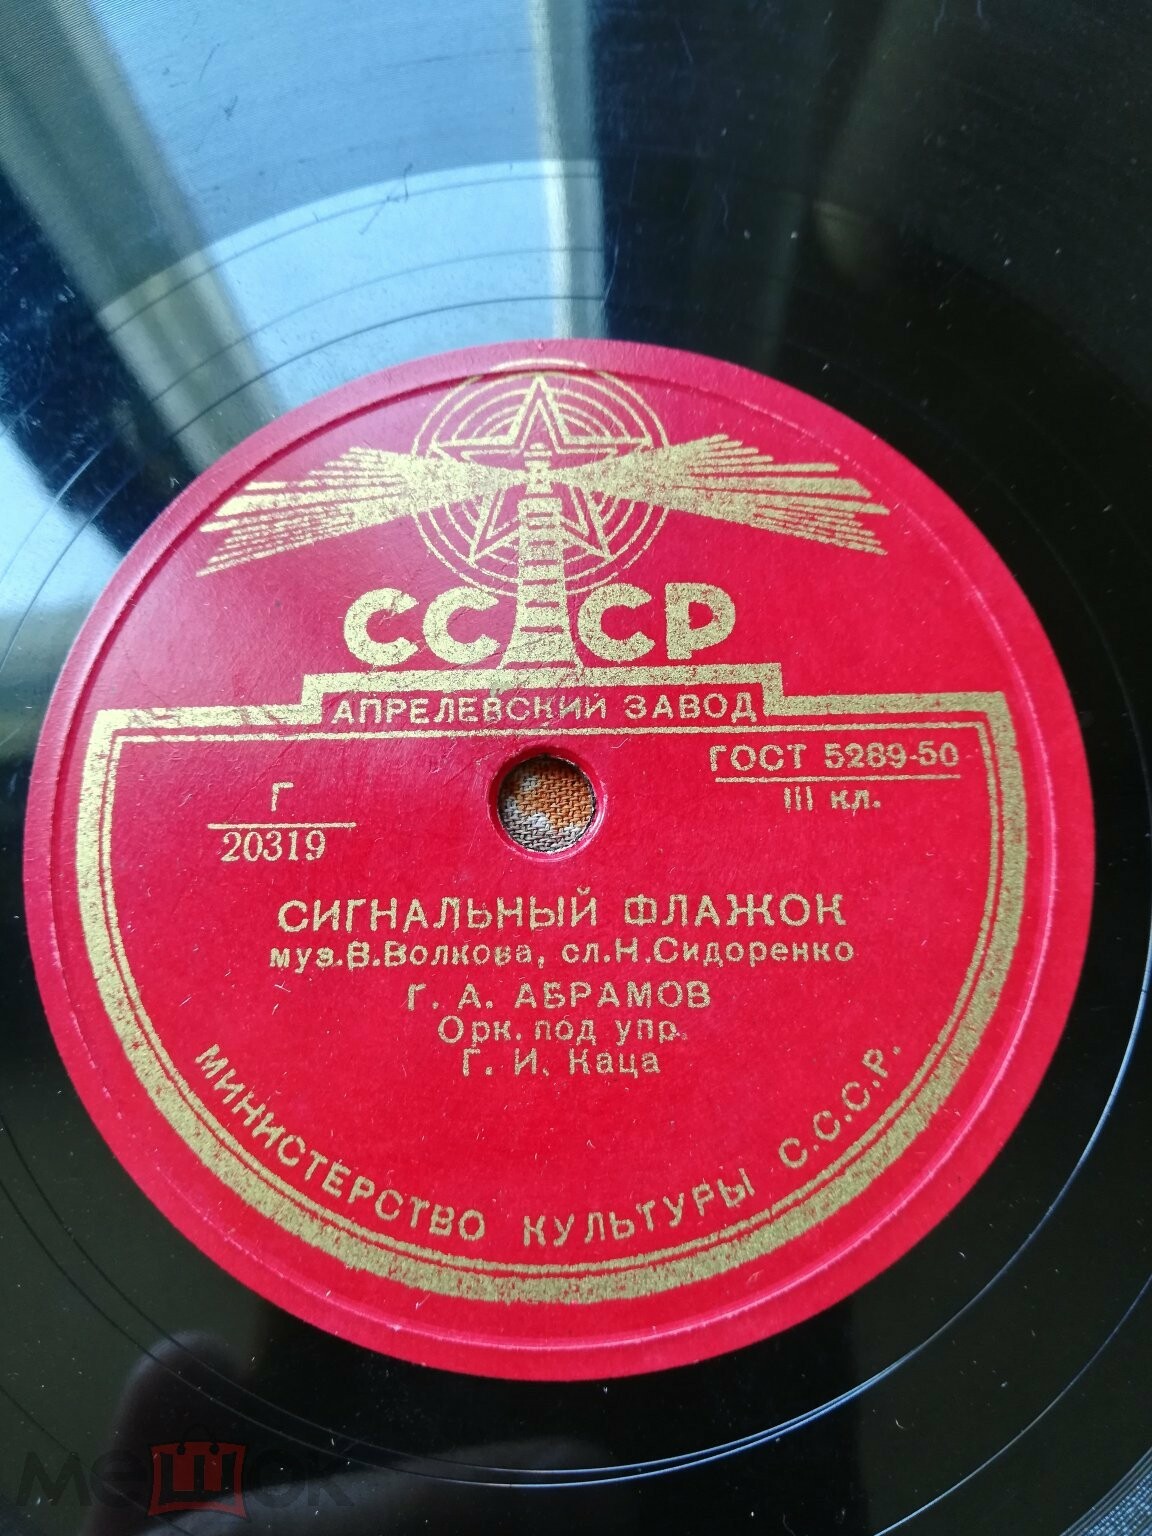 СССР
АПРЕЛЕВСКИЙ ЗАВОД
ГОСТ 5289-50
III кл.
Г
20319
СИГНАЛЬНЫЙ ФЛАЖОК
муз.В.Волкова, сл.Н.Сидоренко
Г. А. АБРАМОВ
Орк. под упр.
Г. И. Каца
МИНИСТЕРСТВО КУЛЬТУРЫ С.С.С.Р.
мешок